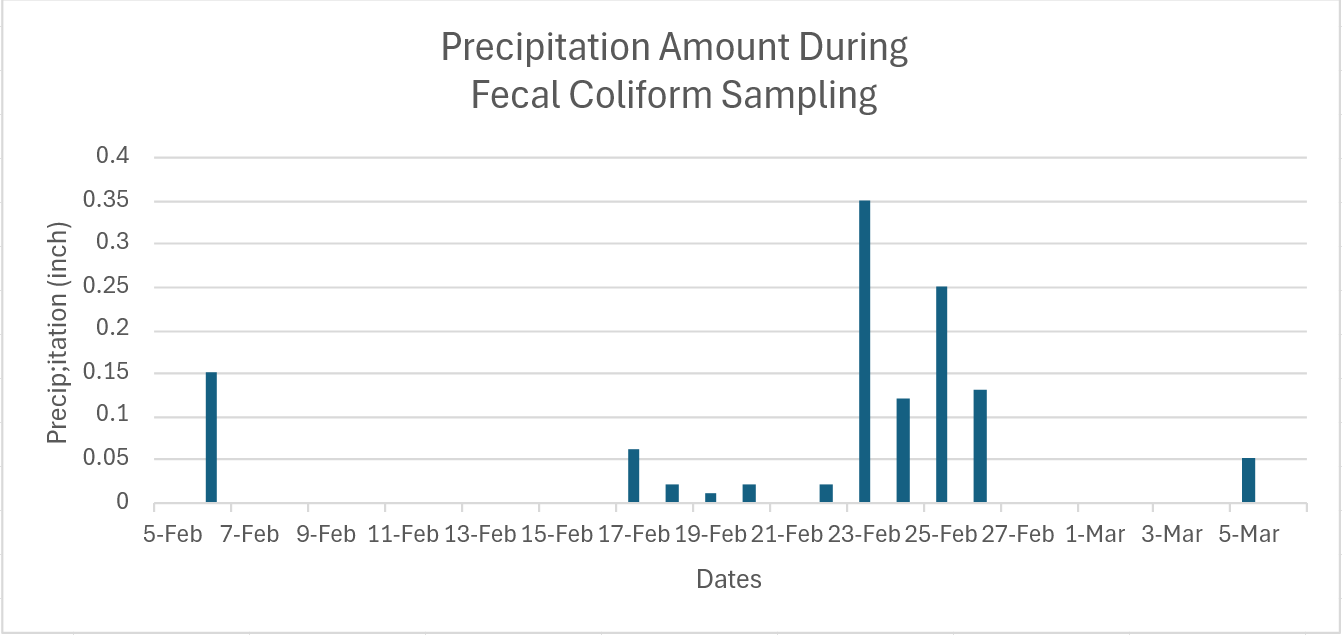 Precipitation Amount During
Fecal Coliform Sampling
0.4
0.35
0.3
0.25
0.2
0.15
0.1
0.05
0
Precip;itation (inch)
5-Feb 7-Feb 9-Feb 11-Feb 13-Feb 15-Feb 17-Feb 19-Feb 21-Feb 23-Feb 25-Feb 27-Feb 1-Mar 3-Mar 5-Mar
Dates